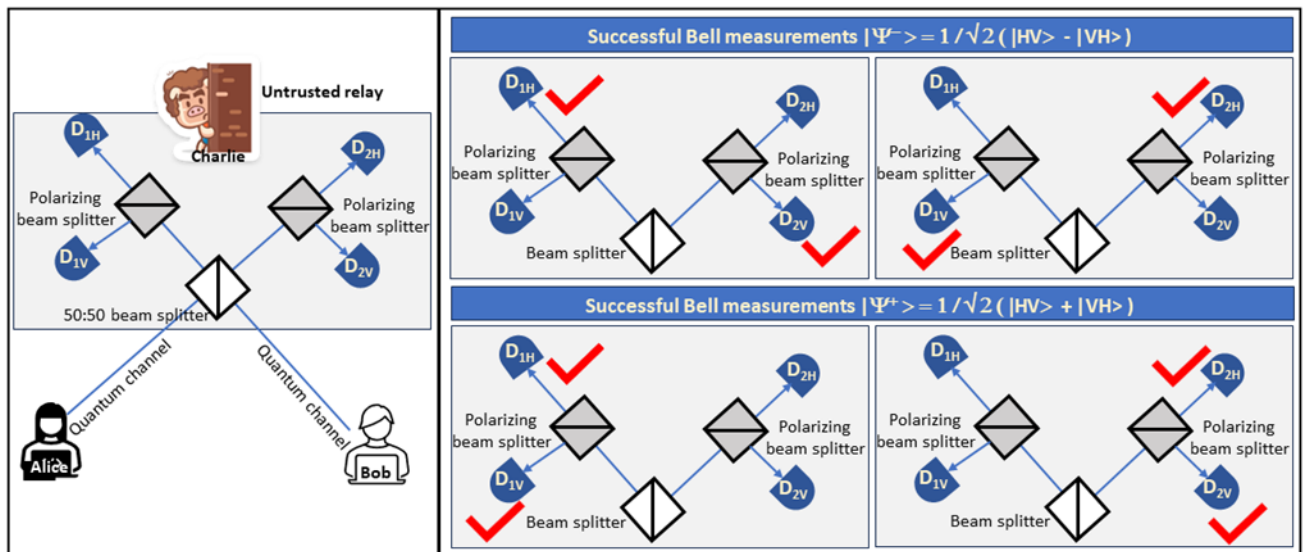 Untrusted relay
Charlie
D1H
D2H
Polarizing
beam splitter
Polarizing
beam splitter
D1V
D2V
50:50 beam splitter
Quantum channel
Quantum channel
Alice
Bob
Successful Bell measurements |Ψ⁻>=1/√2(|HV> - |VH>)
D1H
D2H
Polarizing
beam splitter
Polarizing
beam splitter
D1V
D2V
Beam splitter
D1H
D2H
Polarizing
beam splitter
Polarizing
beam splitter
D1V
D2V
Beam splitter
Successful Bell measurements |Ψ⁺>=1/√2(|HV> + |VH>)
D1H
D2H
Polarizing
beam splitter
Polarizing
beam splitter
D1V
D2V
Beam splitter
D1H
D2H
Polarizing
beam splitter
Polarizing
beam splitter
D1V
D2V
Beam splitter